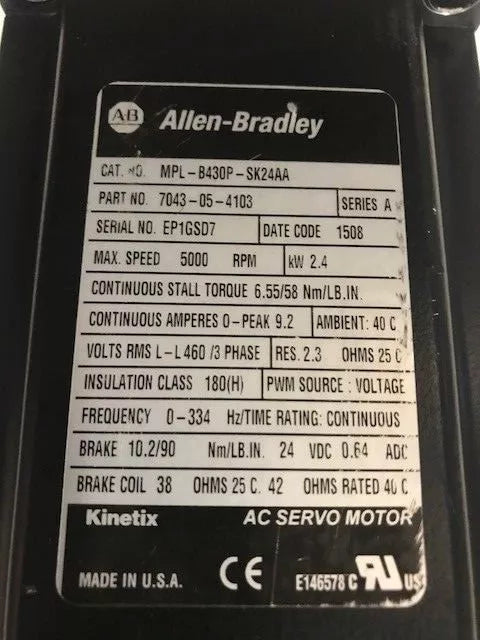 AB Allen-Bradley
CAT. NO. MPL-B430P-SK24AA
PART NO. 7043-05-4103 SERIES A
SERIAL NO. EP1GSD7 DATE CODE 1508
MAX. SPEED 5000 RPM kW 2.4
CONTINUOUS STALL TORQUE 6.55/58 Nm/LB.IN.
CONTINUOUS AMPERES 0-PEAK 9.2 AMBIENT: 40 C
VOLTS RMS L-L 460 /3 PHASE RES. 2.3 OHMS 25 C
INSULATION CLASS 180(H) PWM SOURCE : VOLTAGE
FREQUENCY 0-334 Hz/TIME RATING: CONTINUOUS
BRAKE 10.2/90 Nm/LB.IN. 24 VDC 0.64 ADC
BRAKE COIL 38 OHMS 25 C. 42 OHMS RATED 40 C
Kinetix AC SERVO MOTOR
MADE IN U.S.A. CE E146578 C RU US